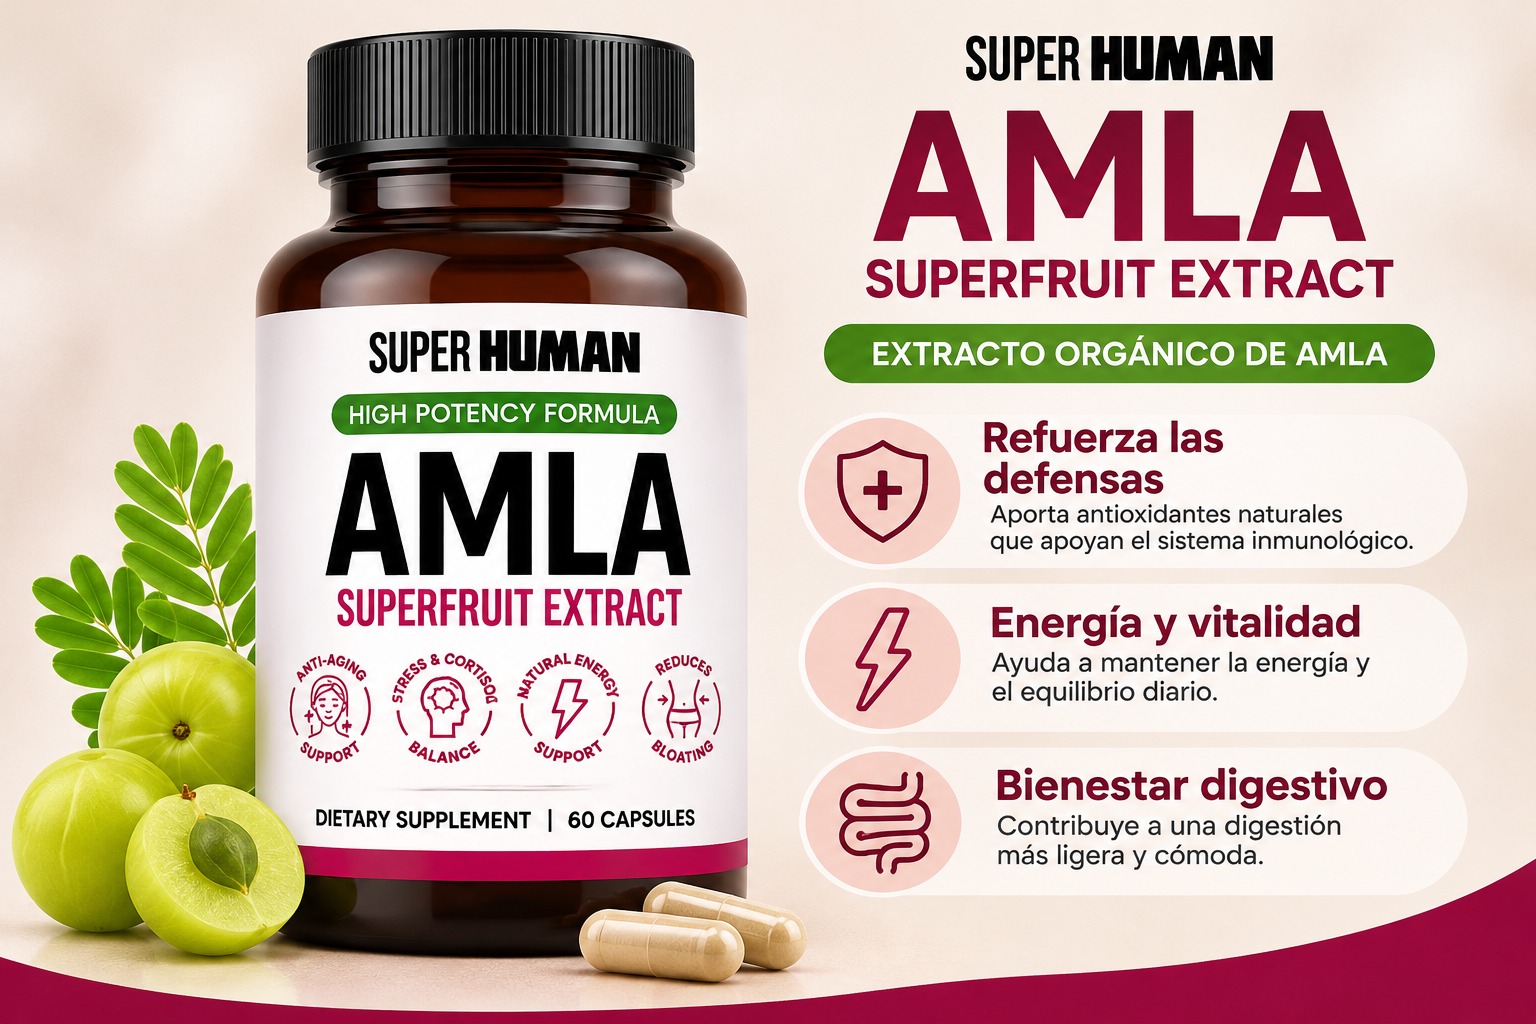 SUPER HUMAN
HIGH POTENCY FORMULA
AMLA
SUPERFRUIT EXTRACT
ANTI-AGING
SUPPORT
STRESS & CORTISOL
BALANCE
NATURAL ENERGY
SUPPORT
REDUCES
BLOATING
DIETARY SUPPLEMENT | 60 CAPSULES
SUPER HUMAN
AMLA
SUPERFRUIT EXTRACT
EXTRACTO ORGÁNICO DE AMLA
Refuerza las
defensas
Aporta antioxidantes naturales
que apoyan el sistema inmunológico.
Energía y vitalidad
Ayuda a mantener la energía y
el equilibrio diario.
Bienestar digestivo
Contribuye a una digestión
más ligera y cómoda.